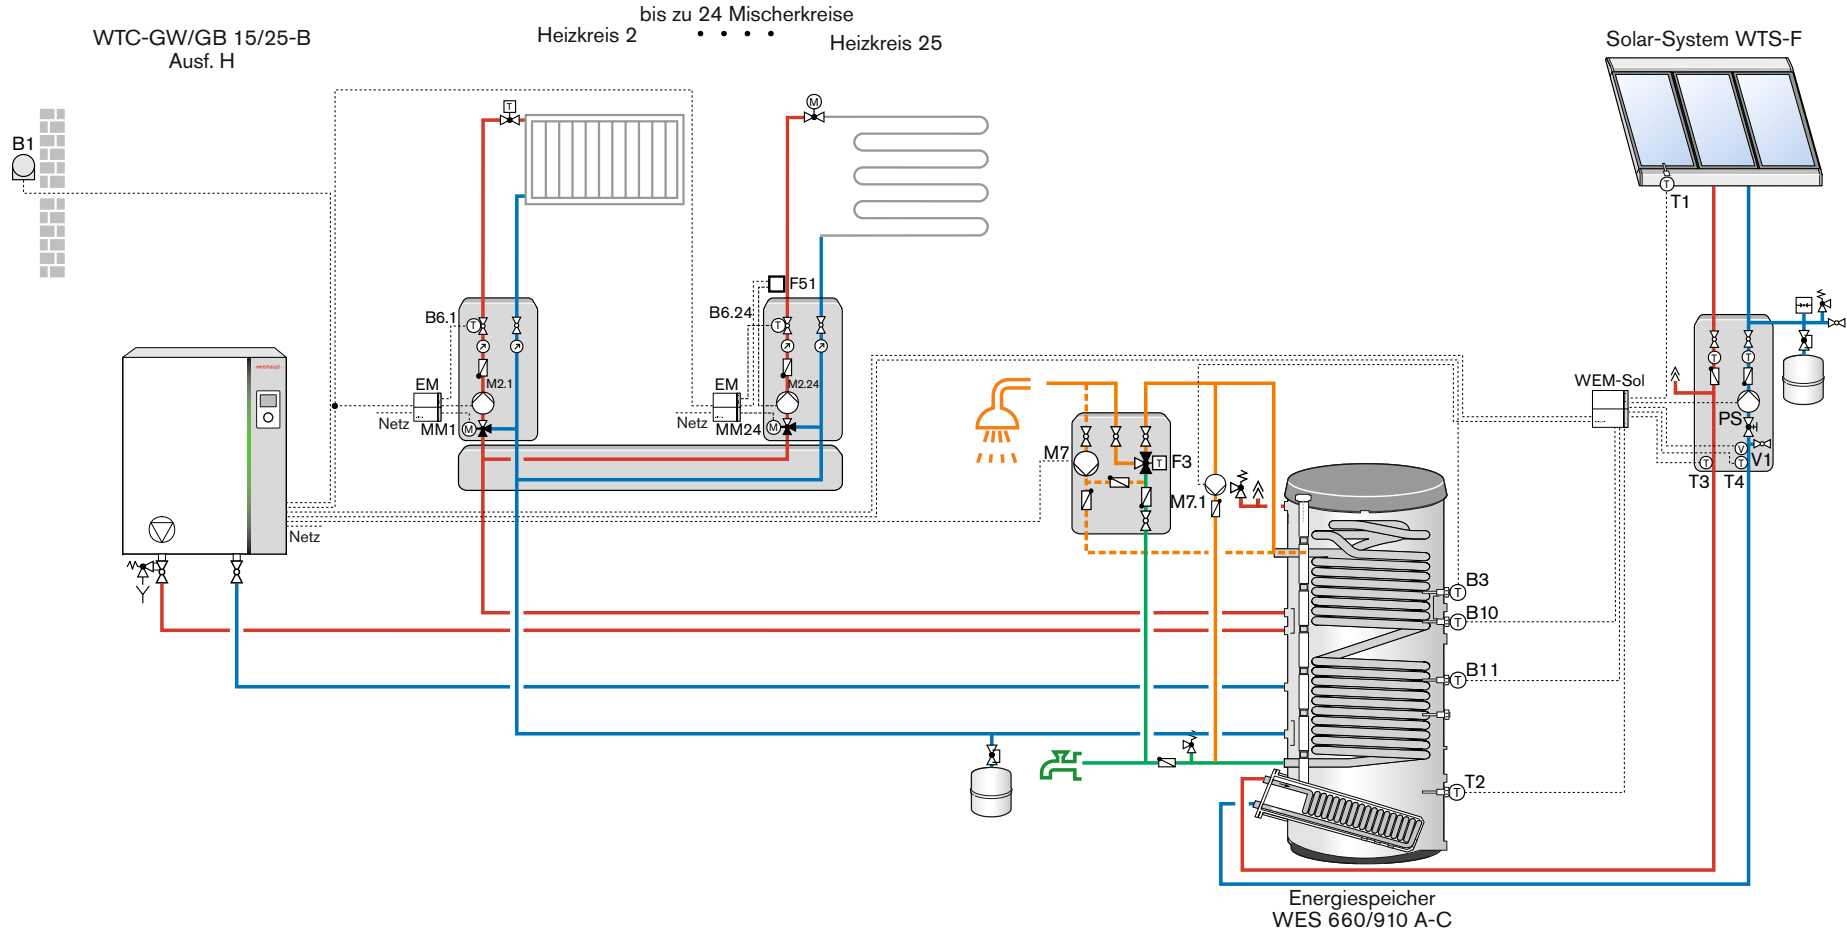 bis zu 24 Mischerkreise
WTC-GW/GB 15/25-B
Ausf. H
Heizkreis 2
Heizkreis 25
Solar-System WTS-F
B1
T
M
T
T1
F51
B6.1
T
B6.24
T
-weishaupt-
EM
M2.1
EM
M2.24
Netz
MM1
M
Netz
MM24
M
WEM-Sol
T
T
PS
M7
T
F3
V
V1
T
T
T3
T4
M7.1
Netz
B3
T
B10
T
B11
T
T2
T
Energiespeicher
WES 660/910 A-C